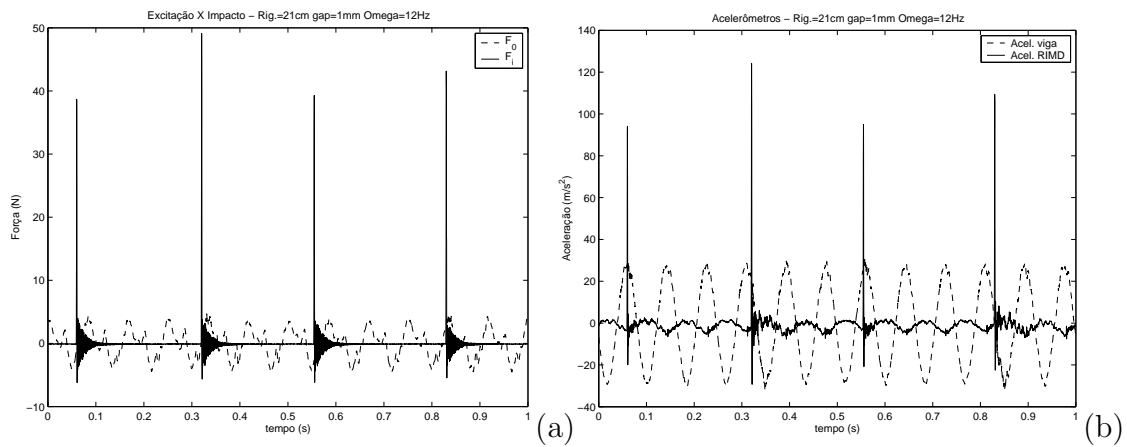 Excitação X Impacto − Rig.=21cm gap=1mm Omega=12Hz
F0
Fi
50
40
30
20
10
0
−10
Força (N)
0 0.1 0.2 0.3 0.4 0.5 0.6 0.7 0.8 0.9 1
tempo (s)
(a)
Acelerômetros − Rig.=21cm gap=1mm Omega=12Hz
Acel. viga
Acel. RIMD
140
120
100
80
60
40
20
0
−20
−40
Aceleração (m/s²)
0 0.1 0.2 0.3 0.4 0.5 0.6 0.7 0.8 0.9 1
tempo (s)
(b)